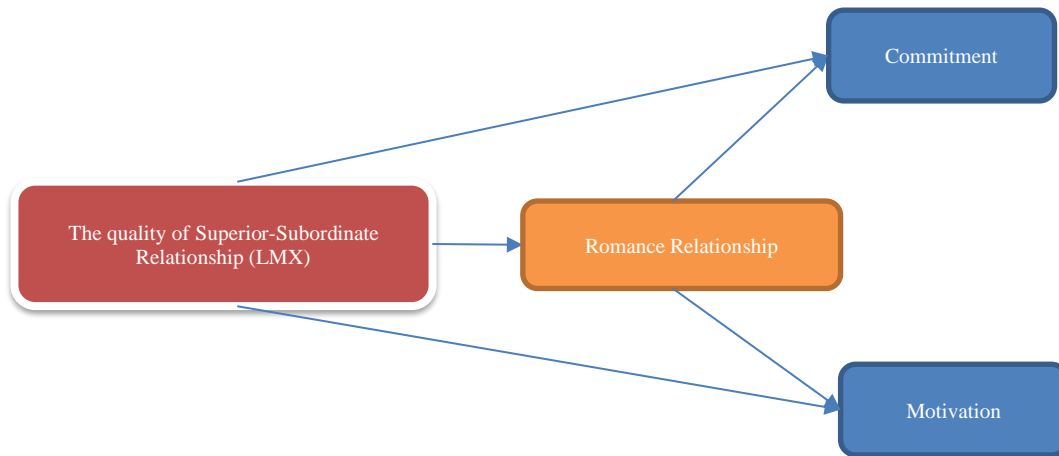 Commitment
The quality of Superior-Subordinate
Relationship (LMX)
Romance Relationship
Motivation